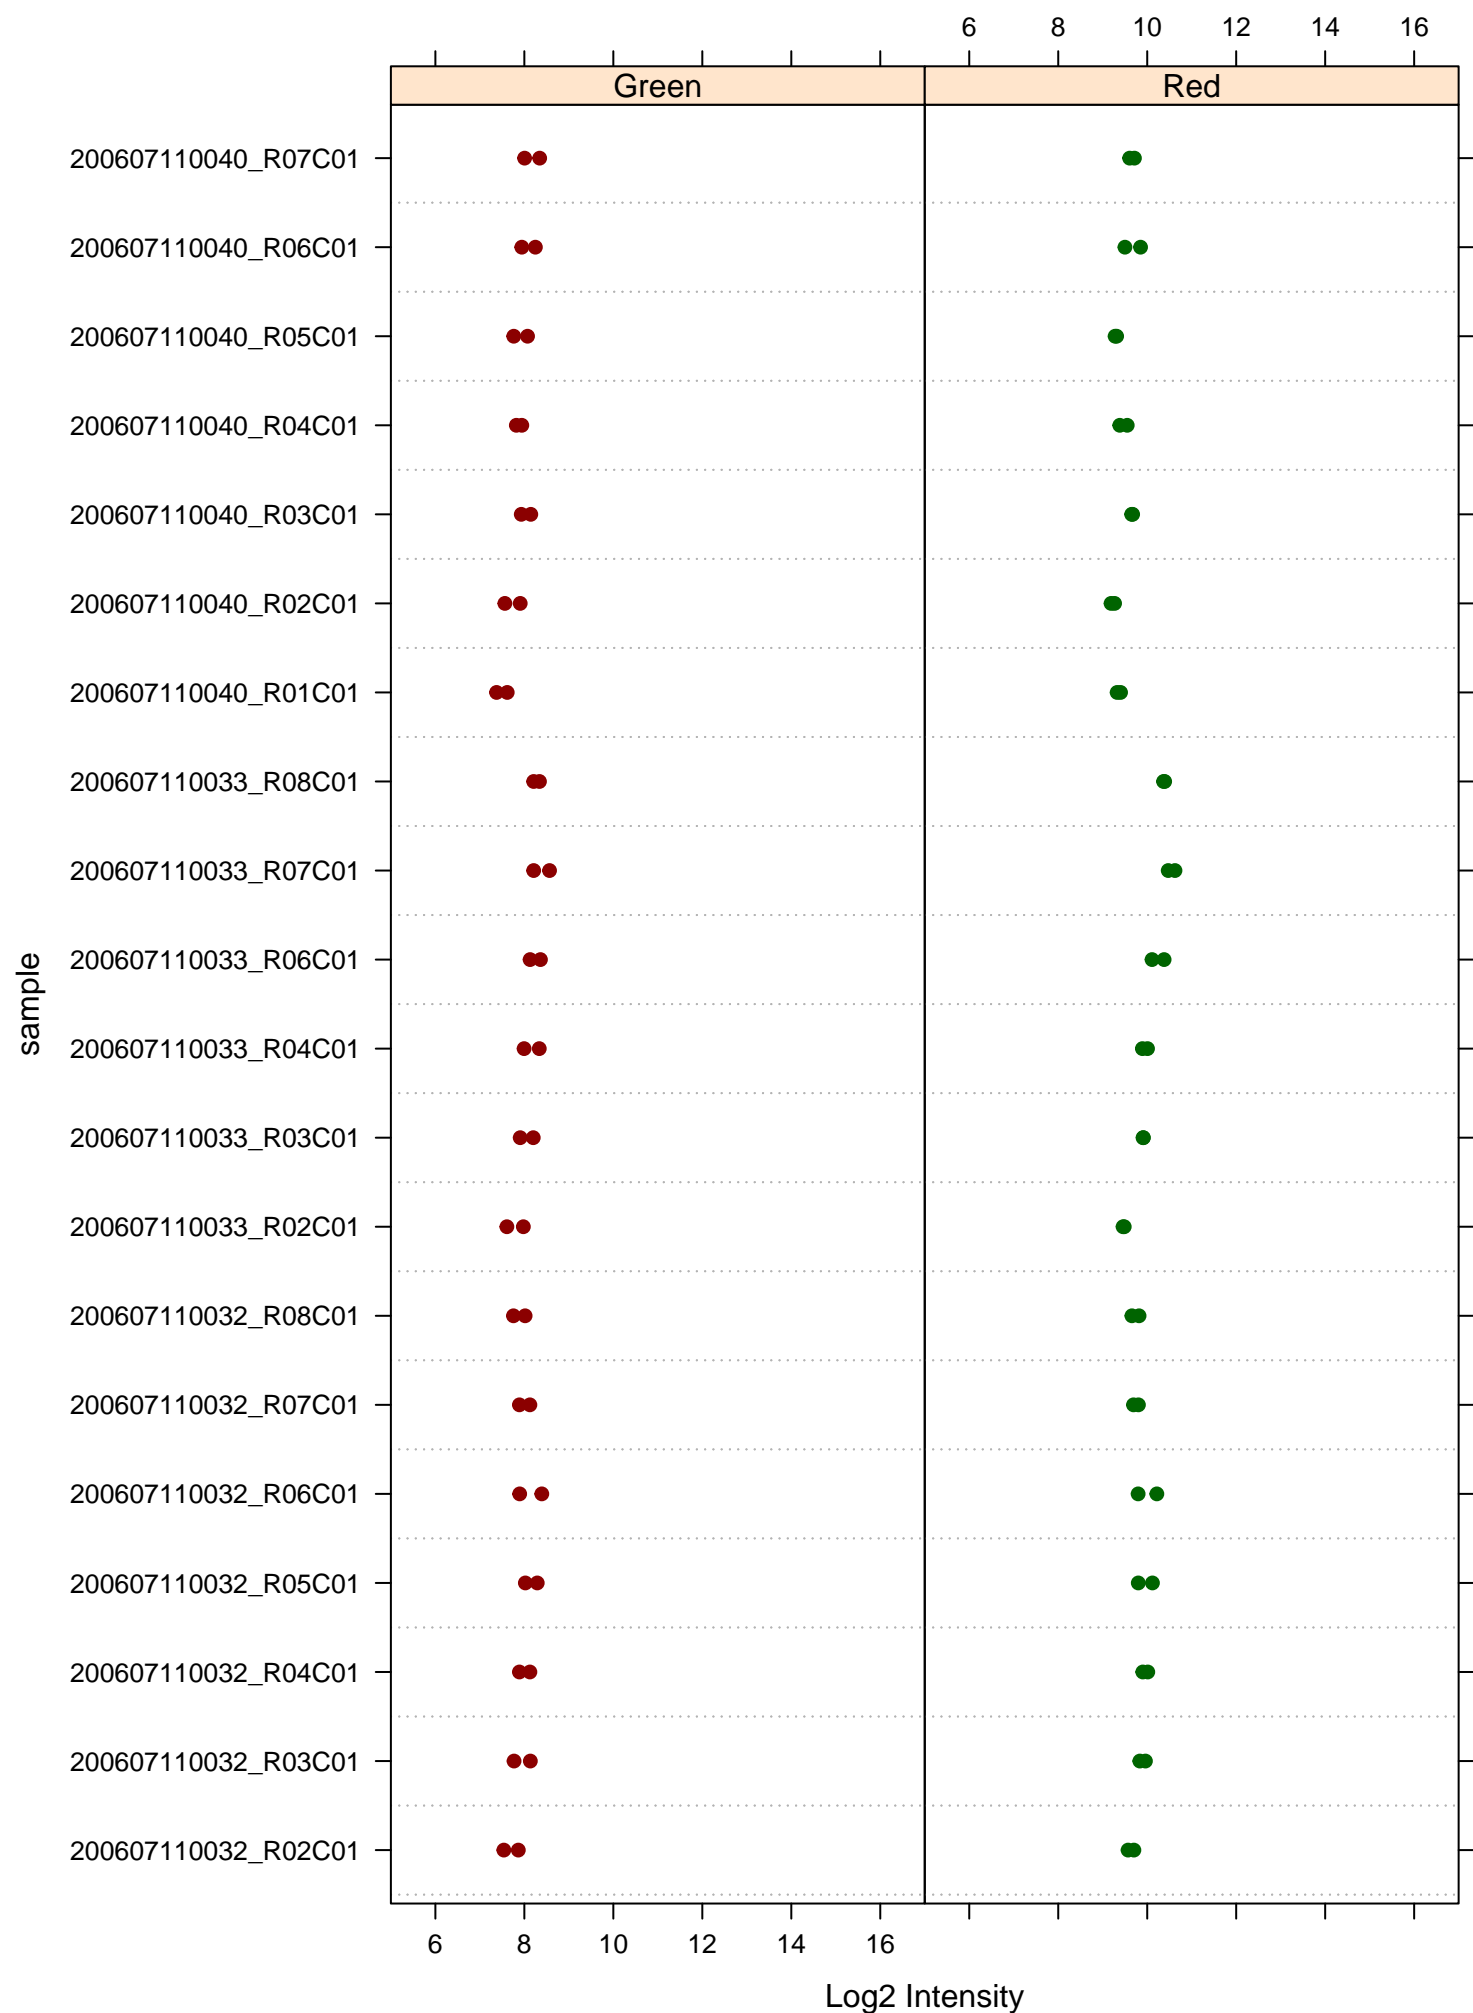 6 8 10 12 14 16
Green Red
200607110040_R07C01
200607110040_R06C01
200607110040_R05C01
200607110040_R04C01
200607110040_R03C01
200607110040_R02C01
200607110040_R01C01
200607110033_R08C01
200607110033_R07C01
200607110033_R06C01
200607110033_R04C01
200607110033_R03C01
200607110033_R02C01
200607110032_R08C01
200607110032_R07C01
200607110032_R06C01
200607110032_R05C01
200607110032_R04C01
200607110032_R03C01
200607110032_R02C01
sample
6 8 10 12 14 16
Log2 Intensity